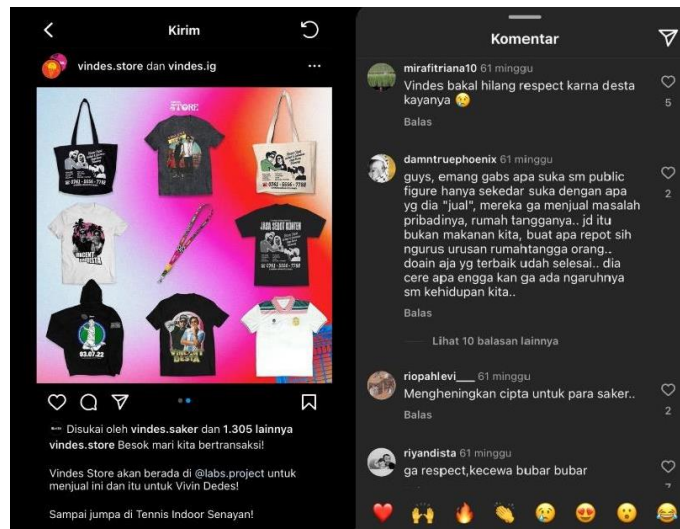 Kirim
vindes.store dan vindes.ig
STORE
JASA SEBUT KONTEN
VINCENT
DESTA
03.07.22
Disukai oleh vindes.saker dan 1.305 lainnya
vindes.store Besok mari kita bertransaksi!
Vindes Store akan berada di @labs.project untuk
menjual ini dan itu untuk Vivin Dedes!
Sampai jumpa di Tennis Indoor Senayan!
Komentar
mirafitriana10 61 minggu
Vindes bakal hilang respect karna desta
kayanya 😢
5
Balas
damntruephoenix 61 minggu
guys, emang gabs apa suka sm public
figure hanya sekedar suka dengan apa
yg dia "jual", mereka ga menjual masalah
pribadinya, rumah tangganya.. jd itu
bukan makanan kita, buat apa repot sih
ngurus urusan rumahtangga orang..
doain aja yg terbaik udah selesai.. dia
cere apa engga kan ga ada ngaruhnya
sm kehidupan kita..
2
Balas
Lihat 10 balasan lainnya
riopahlevi___ 61 minggu
Mengheningkan cipta untuk para saker..
2
Balas
riyandista 61 minggu
ga respect,kecewa bubar bubar